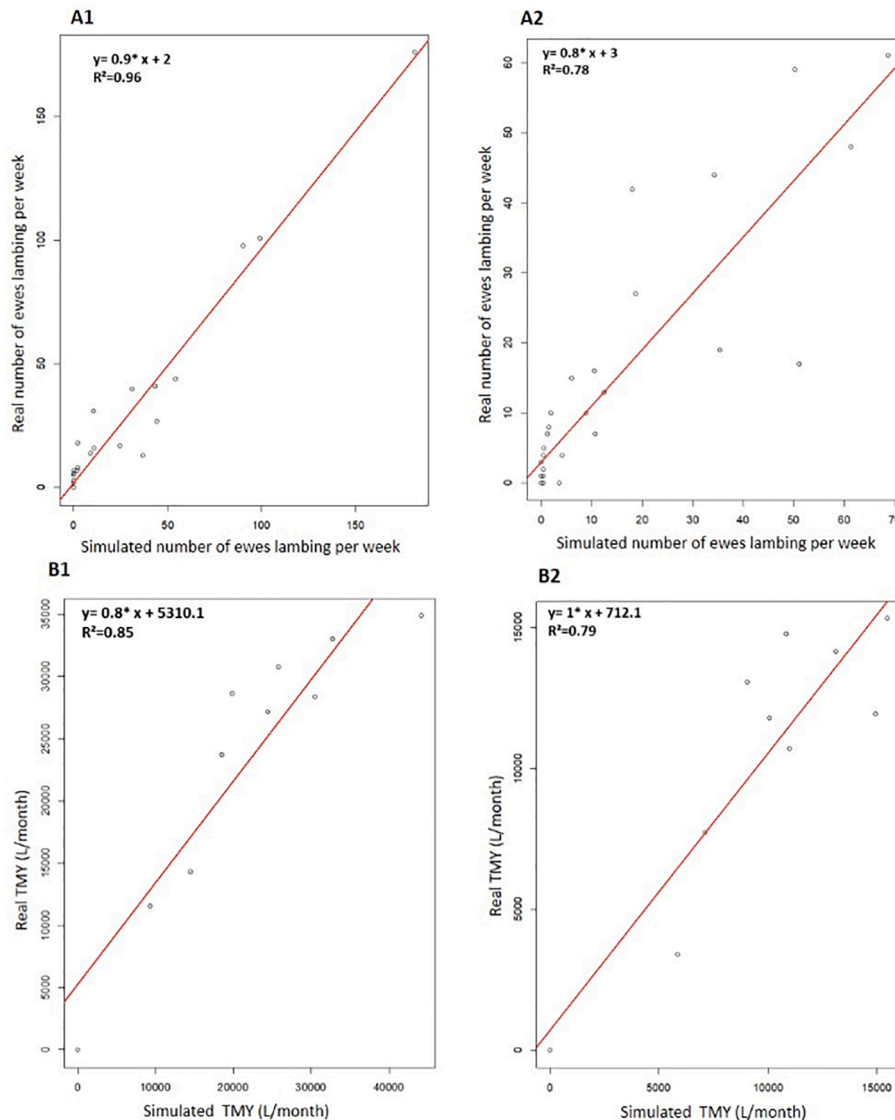 A1
y= 0.9* x + 2
R²=0.96
Real number of ewes lambing per week
150
100
50
0
0 50 100 150
Simulated number of ewes lambing per week
A2
y= 0.8* x + 3
R²=0.78
Real number of ewes lambing per week
60
50
40
30
20
10
0
0 10 20 30 40 50 60 70
Simulated number of ewes lambing per week
B1
y= 0.8* x + 5310.1
R²=0.85
Real TMY (L/month)
35000
30000
25000
20000
15000
10000
5000
0
0 10000 20000 30000 40000
Simulated TMY (L/month)
B2
y= 1* x + 712.1
R²=0.79
Real TMY (L/month)
15000
10000
5000
0
0 5000 10000 15000
Simulated TMY (L/month)